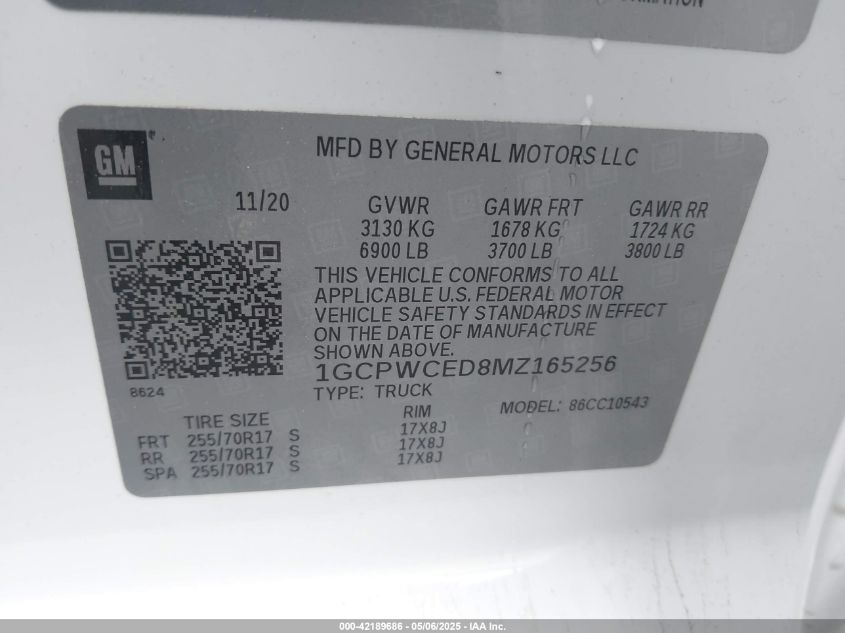 GM
MFD BY GENERAL MOTORS LLC
11/20
GVWR GAWR FRT GAWR RR
3130 KG 1678 KG 1724 KG
6900 LB 3700 LB 3800 LB
THIS VEHICLE CONFORMS TO ALL
APPLICABLE U.S. FEDERAL MOTOR
VEHICLE SAFETY STANDARDS IN EFFECT
ON THE DATE OF MANUFACTURE
SHOWN ABOVE.
1GCPWCED8MZ165256
8624
TYPE: TRUCK
MODEL: 86CC10543
TIRE SIZE RIM
FRT 255/70R17 S 17X8J
RR 255/70R17 S 17X8J
SPA 255/70R17 S 17X8J
000-42189686 - 05/06/2025 - IAA Inc.